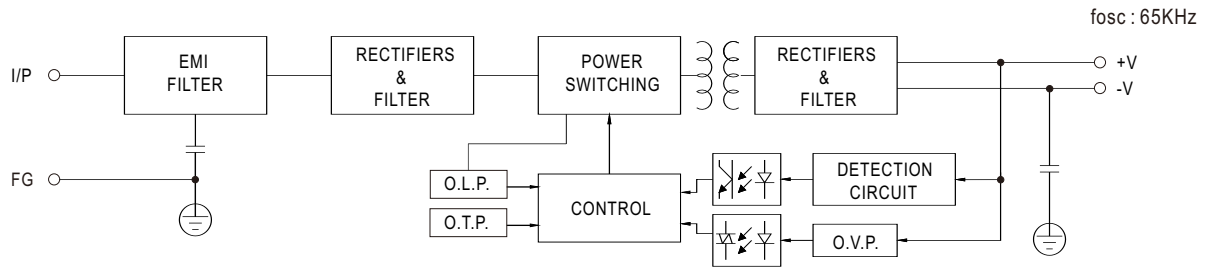 fosc : 65KHz
I/P
EMI
FILTER
RECTIFIERS
&
FILTER
POWER
SWITCHING
RECTIFIERS
&
FILTER
+V
-V
FG
O.L.P.
O.T.P.
CONTROL
DETECTION
CIRCUIT
O.V.P.